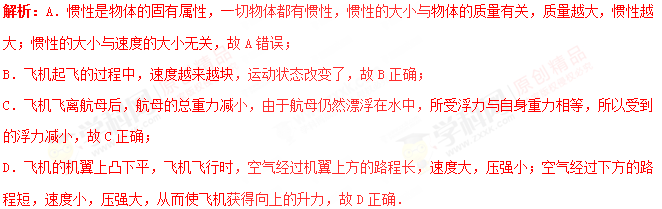 解析：A．惯性是物体的固有属性，一切物体都有惯性，惯性的大小与物体的质量有关，质量越大，惯性越
大；惯性的大小与速度的大小无关，故 A 错误；
B．飞机起飞的过程中，速度越来越块，运动状态改变了，故 B 正确；
C．飞机飞离航母后，航母的总重力减小，由于航母仍然漂浮在水中，所受浮力与自身重力相等，所以受到
的浮力减小，故 C 正确；
D．飞机的机翼上凸下平，飞机飞行时，空气经过机翼上方的路程长，速度大，压强小；空气经过下方的路
程短，速度小，压强大，从而使飞机获得向上的升力，故 D 正确．